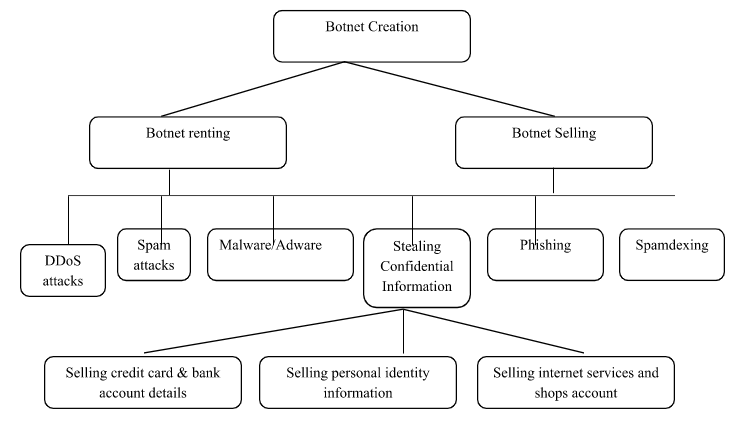 Botnet Creation
Botnet renting
Botnet Selling
DDoS
attacks
Spam
attacks
Malware/Adware
Stealing
Confidential
Information
Phishing
Spamdexing
Selling credit card & bank
account details
Selling personal identity
information
Selling internet services and
shops account